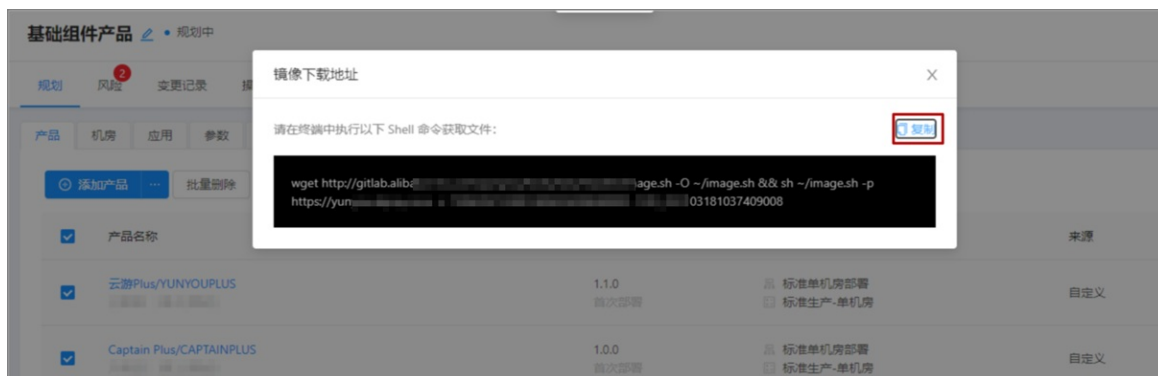 基础组件产品 • 规划中
规划 风险 2 变更记录
镜像下载地址
请在终端中执行以下 Shell 命令获取文件：
复制
产品 机房 应用 参数
添加产品 ... 批量删除
wget http://gitlab.aliba age.sh -O ~/image.sh && sh ~/image.sh -p
https://yun 03181037409008
产品名称 来源
云游Plus/YUNYOUPLUS 1.1.0 标准单机房部署 自定义
首次部署 标准生产-单机房
Captain Plus/CAPTAINPLUS 1.0.0 标准单机房部署 自定义
首次部署 标准生产-单机房